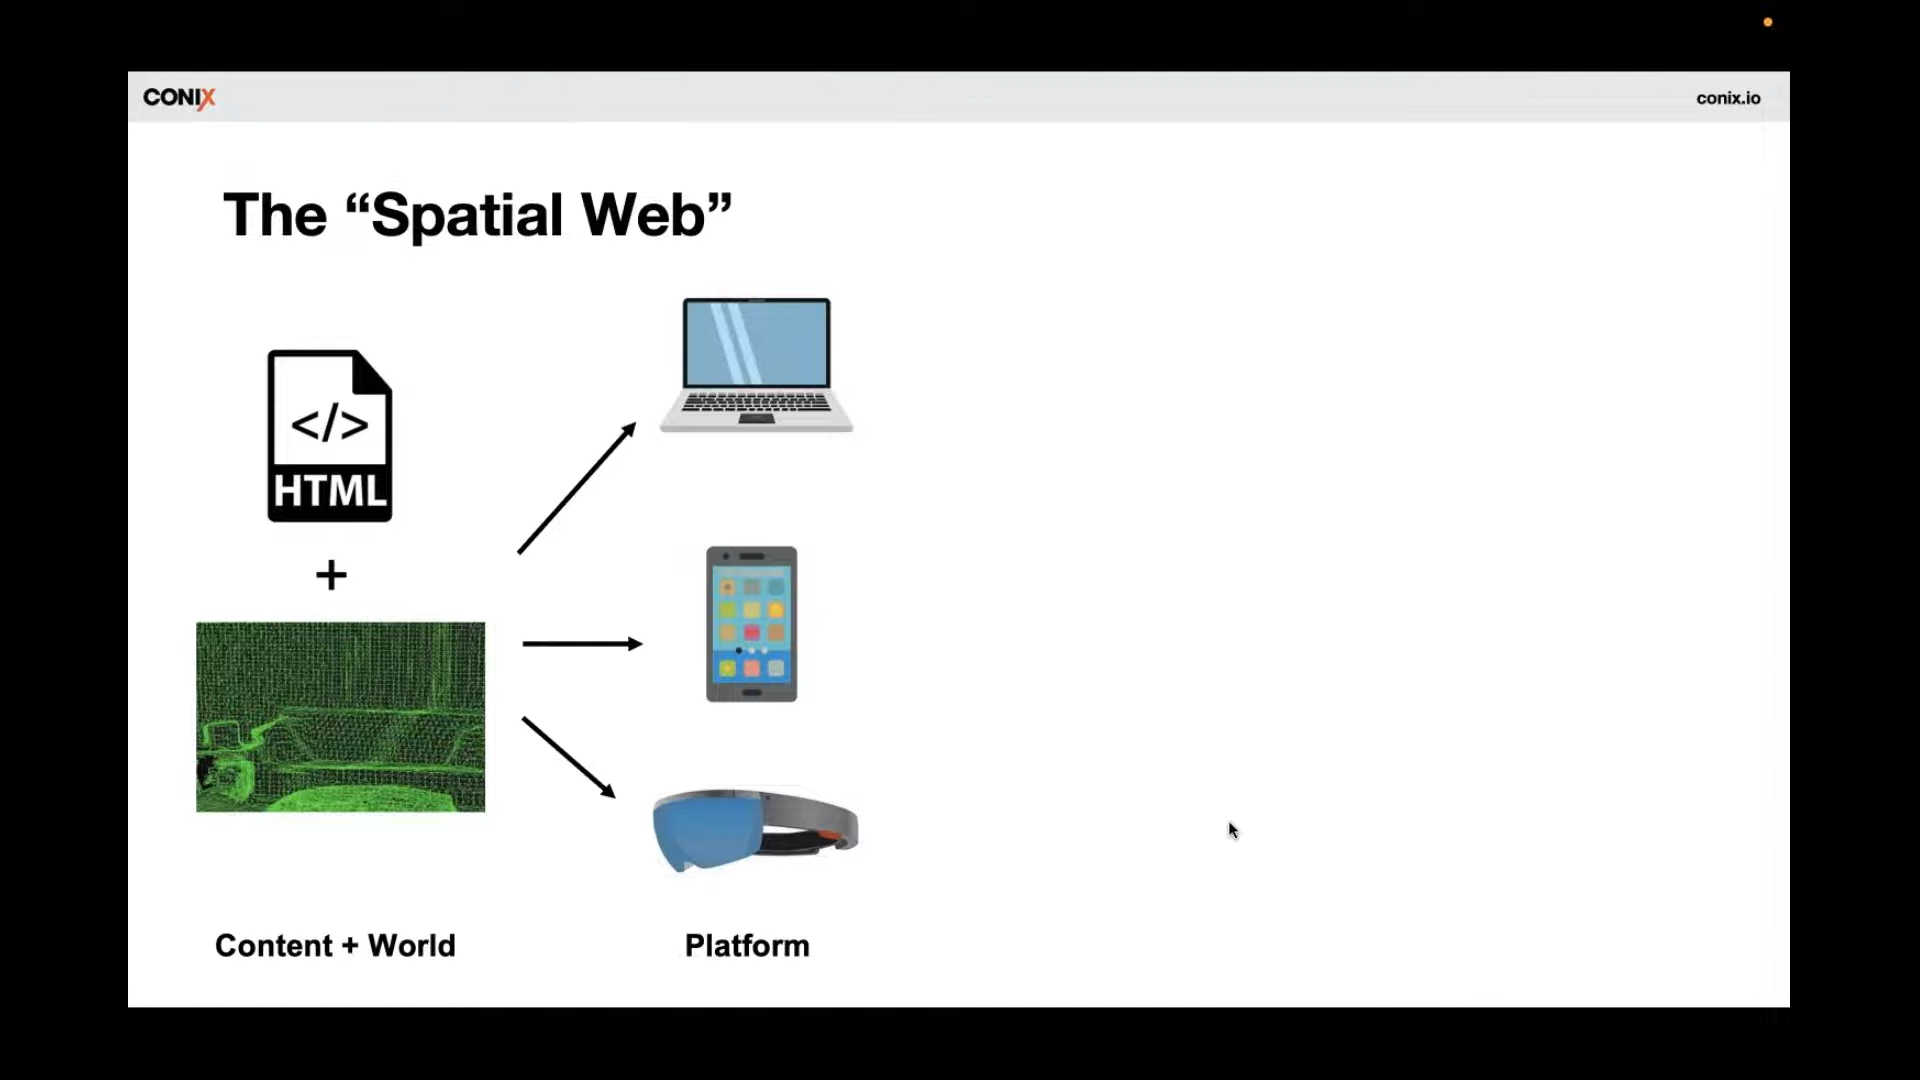 CONIX
conix.io
The “Spatial Web”
</>
HTML
+
Content + World
Platform